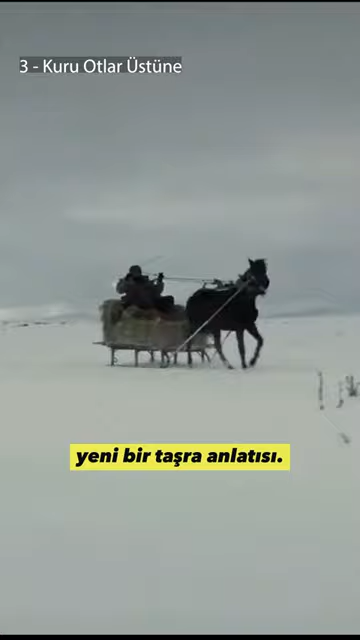 3 - Kuru Otlar Üstüne
yeni bir taşra anlatısı.